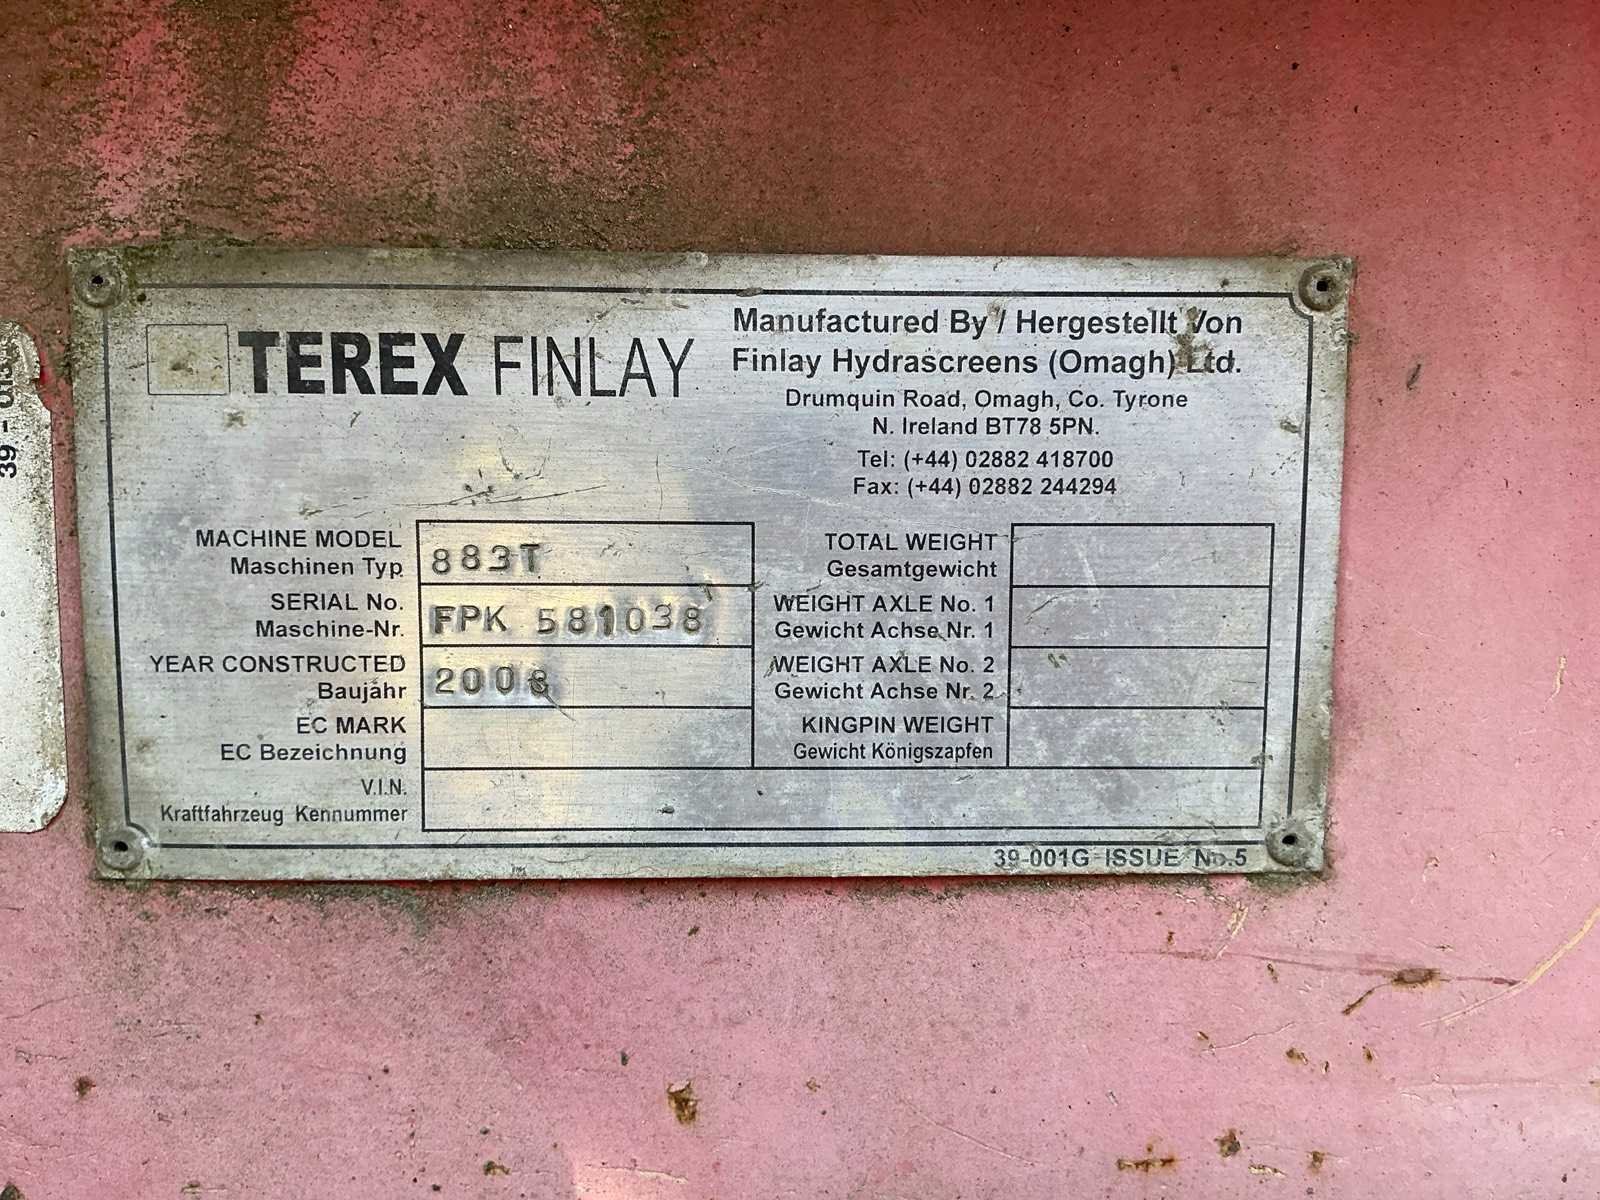 TEREX FINLAY
Manufactured By / Hergestellt Von
Finlay Hydrascreens (Omagh) Ltd.
Drumquin Road, Omagh, Co. Tyrone
N. Ireland BT78 5PN.
Tel: (+44) 02882 418700
Fax: (+44) 02882 244294
MACHINE MODEL
Maschinen Typ
883T
SERIAL No.
Maschine-Nr.
FPK 581038
YEAR CONSTRUCTED
Baujahr
2008
EC MARK
EC Bezeichnung
V.I.N.
Kraftfahrzeug Kennummer
TOTAL WEIGHT
Gesamtgewicht
WEIGHT AXLE No. 1
Gewicht Achse Nr. 1
WEIGHT AXLE No. 2
Gewicht Achse Nr. 2
KINGPIN WEIGHT
Gewicht Königszapfen
39-001G ISSUE No.5
39 -